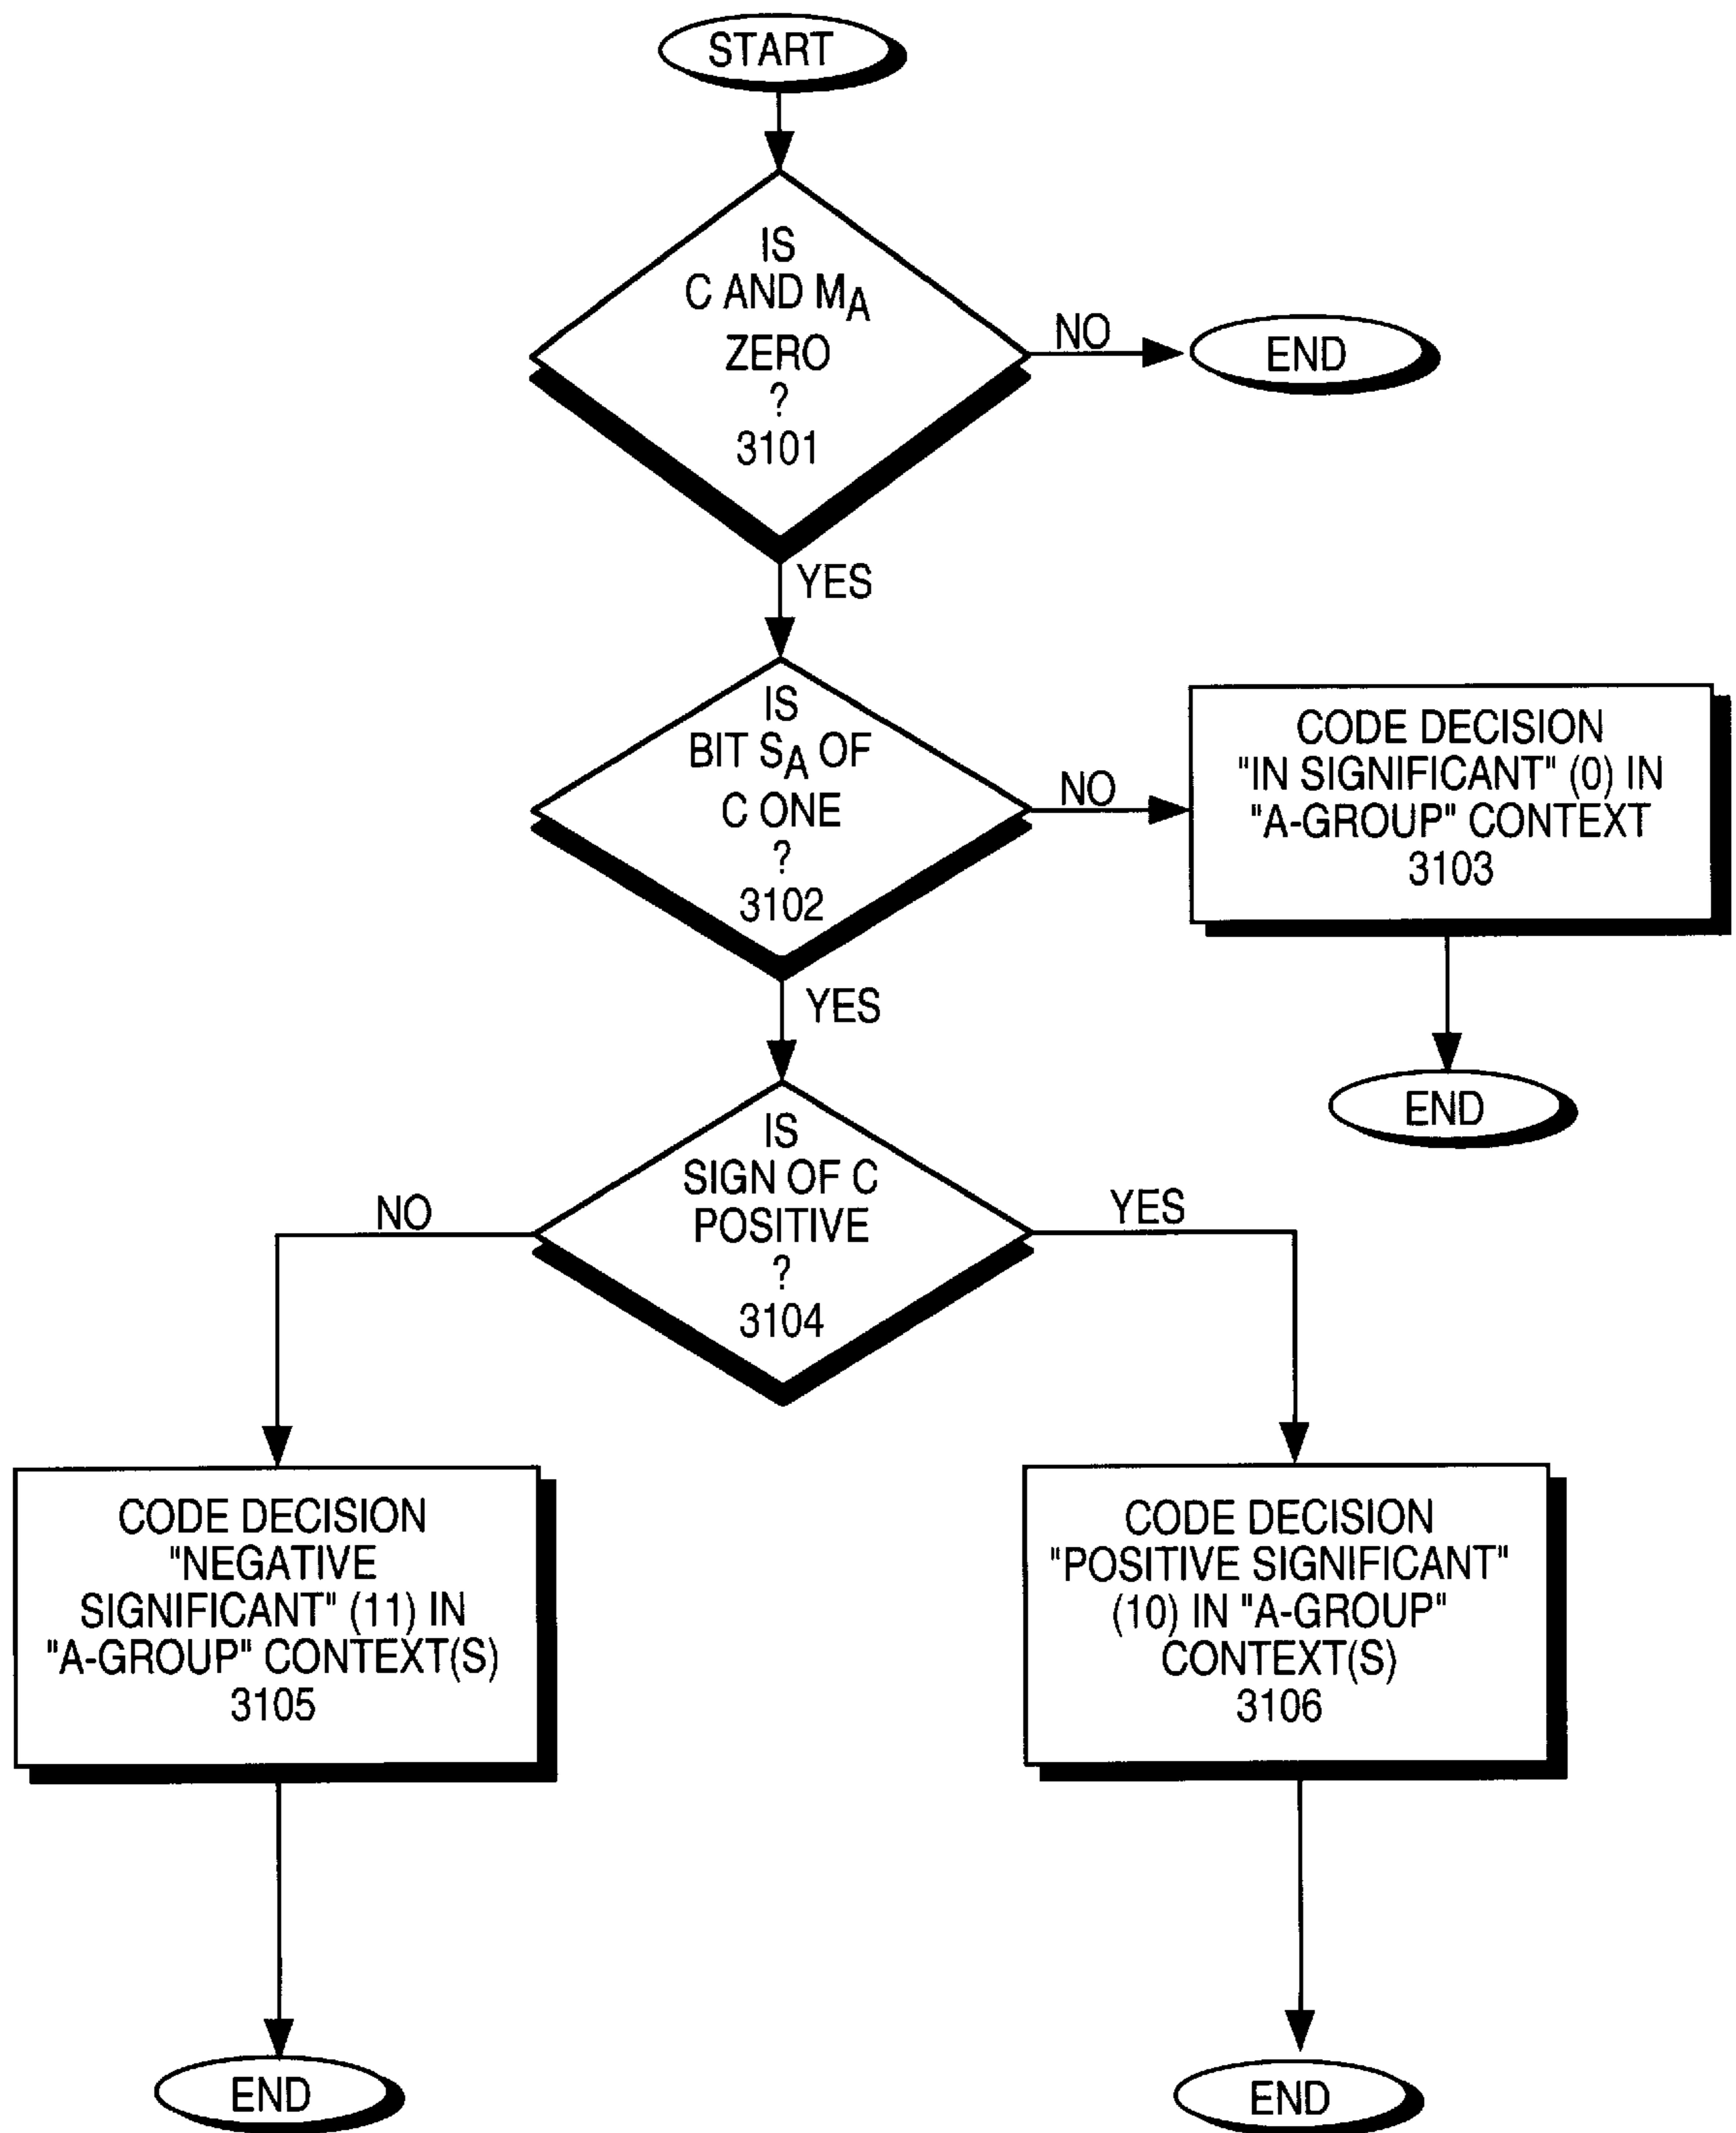 START
IS
C AND MA
ZERO
?
3101
NO
END
YES
IS
BIT SA OF
C ONE
?
3102
NO
CODE DECISION
"IN SIGNIFICANT" (0) IN
"A-GROUP" CONTEXT
3103
END
YES
IS
SIGN OF C
POSITIVE
?
3104
NO
YES
CODE DECISION
"NEGATIVE
SIGNIFICANT" (11) IN
"A-GROUP" CONTEXT(S)
3105
CODE DECISION
"POSITIVE SIGNIFICANT"
(10) IN "A-GROUP"
CONTEXT(S)
3106
END
END